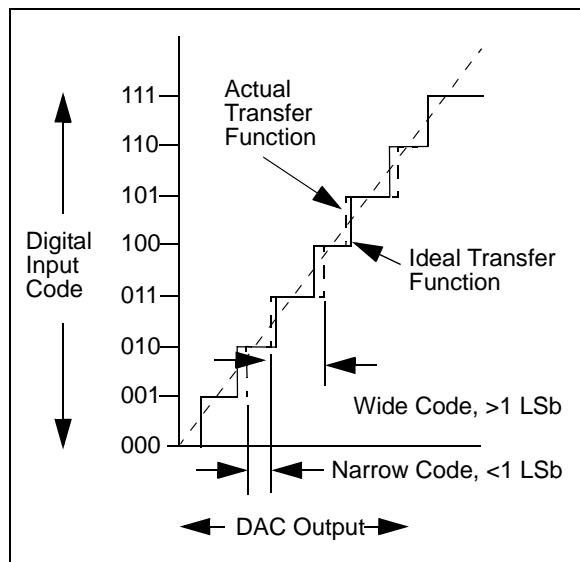 111
110
101
100
011
010
001
000
Digital
Input
Code
Actual
Transfer
Function
Ideal Transfer
Function
Wide Code, >1 LSb
Narrow Code, <1 LSb
DAC Output